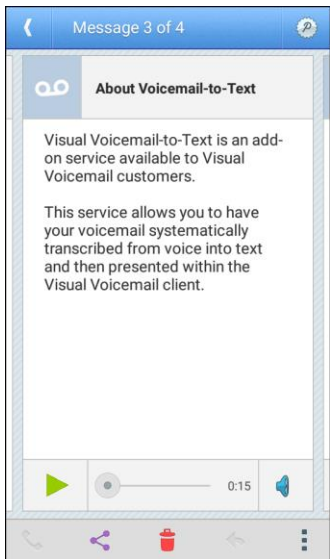 Message 3 of 4
About Voicemail-to-Text
Visual Voicemail-to-Text is an add-
on service available to Visual
Voicemail customers.
This service allows you to have
your voicemail systematically
transcribed from voice into text
and then presented within the
Visual Voicemail client.
0:15